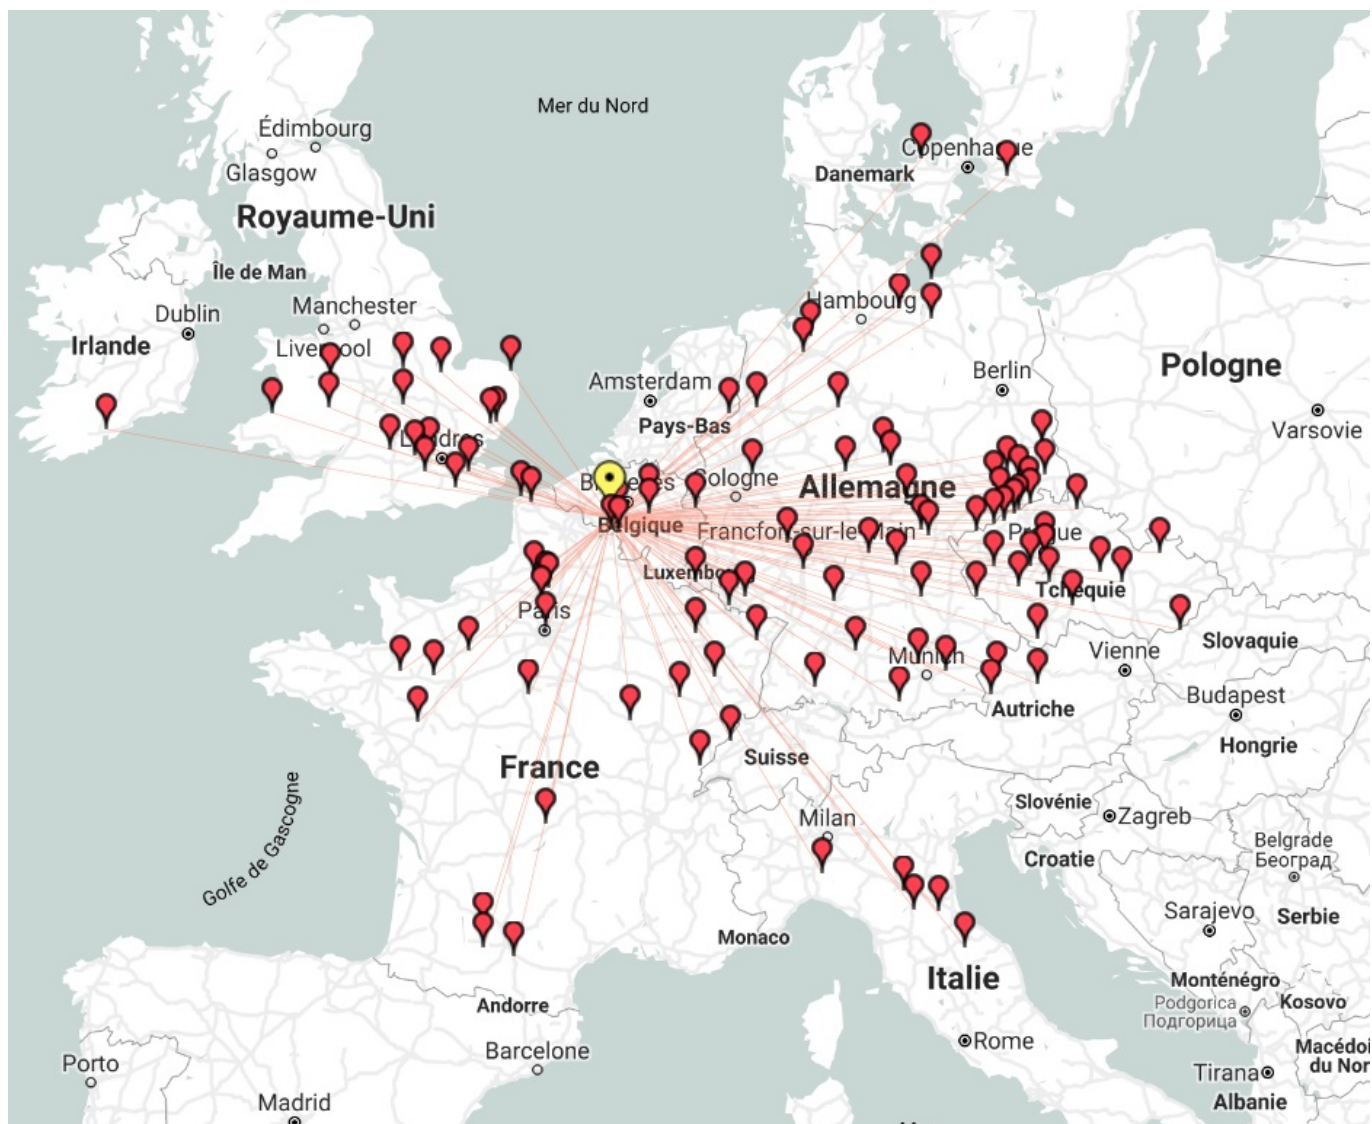 Mer du Nord
Édimbourg
Glasgow
Copenhague
Danemark
Royaume-Uni
Île de Man
Manchester
Dublin
Hambourg
Irlande
Liverpool
Pologne
Berlin
Amsterdam
Varsovie
Pays-Bas
Londres
Cologne
Bruxelles
Allemagne
Belgique
Francfort-sur-le-Main
Prague
Luxembourg
Tchéquie
Paris
Slovaquie
Vienne
Munich
Budapest
Autriche
Hongrie
Suisse
France
Slovénie
Milan
Zagreb
Golfe de Gascogne
Belgrade
Београд
Croatie
Sarajevo
Serbie
Monaco
Italie
Monténégro
Andorre
Podgorica
Подгорица
Kosovo
Rome
Barcelone
Macédoi
du Nor
Porto
Tirana
Madrid
Albanie